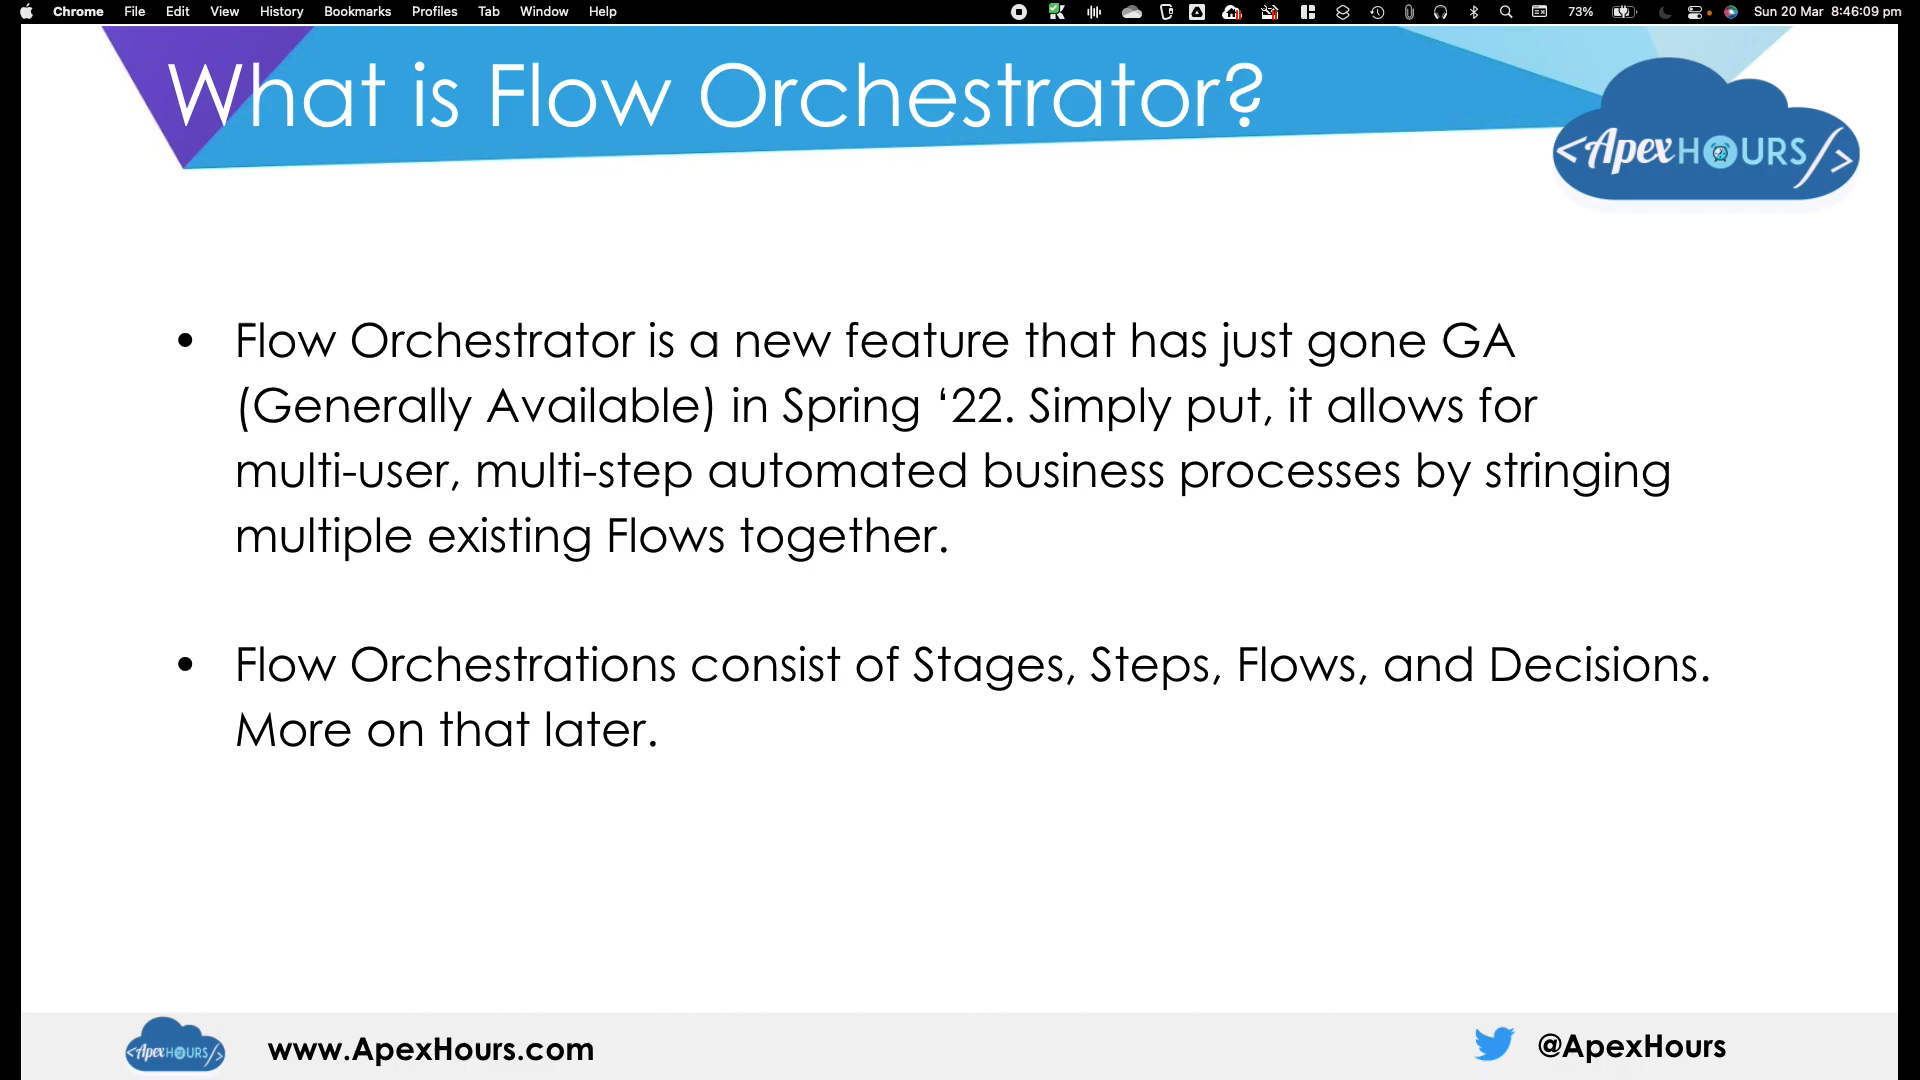 Chrome File Edit View History Bookmarks Profiles Tab Window Help 73% Sun 20 Mar 8:46:09 pm
What is Flow Orchestrator?
<ApexHOURS/>
• Flow Orchestrator is a new feature that has just gone GA
(Generally Available) in Spring ‘22. Simply put, it allows for
multi-user, multi-step automated business processes by stringing
multiple existing Flows together.
• Flow Orchestrations consist of Stages, Steps, Flows, and Decisions.
More on that later.
<ApexHOURS/> www.ApexHours.com @ApexHours